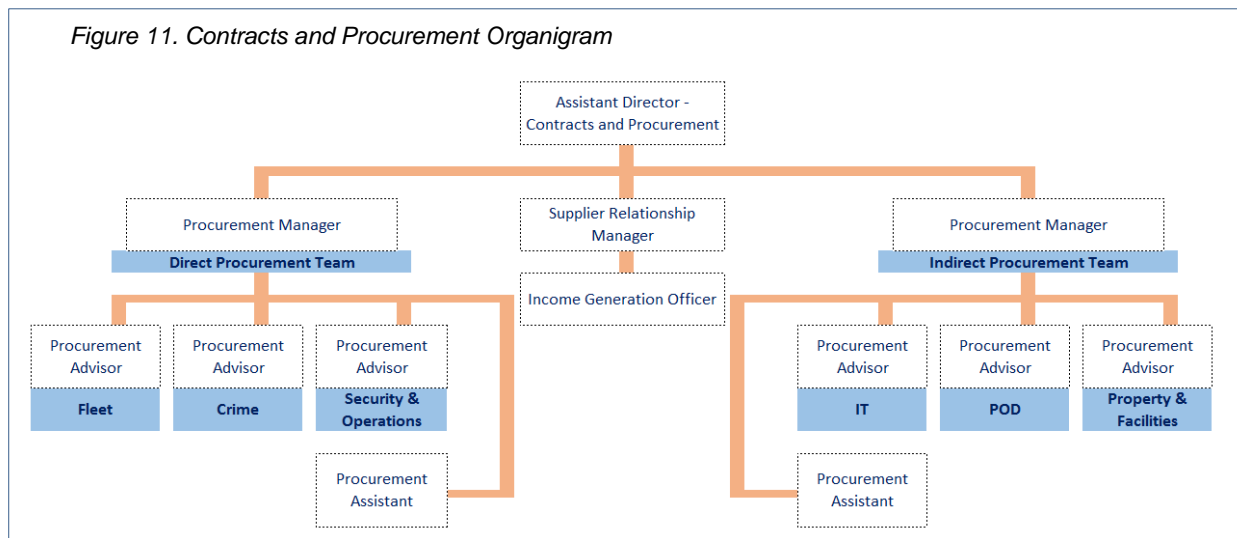 Figure 11. Contracts and Procurement Organigram
Assistant Director -
Contracts and Procurement
Procurement Manager
Direct Procurement Team
Supplier Relationship
Manager
Procurement Manager
Indirect Procurement Team
Income Generation Officer
Procurement
Advisor
Fleet
Procurement
Advisor
Crime
Procurement
Advisor
Security &
Operations
Procurement
Advisor
IT
Procurement
Advisor
POD
Procurement
Advisor
Property &
Facilities
Procurement
Assistant
Procurement
Assistant